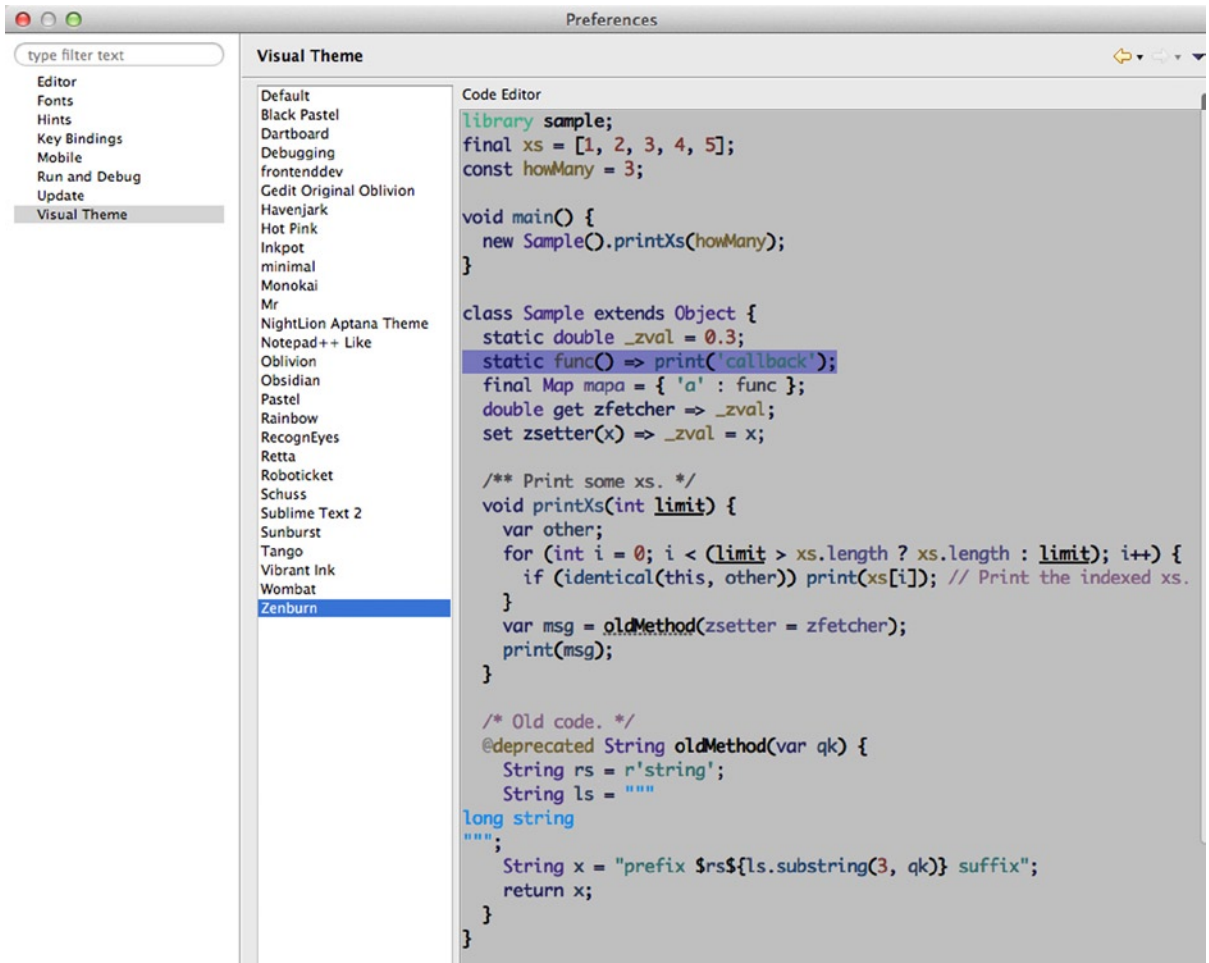 Preferences
type filter text
Editor
Fonts
Hints
Key Bindings
Mobile
Run and Debug
Update
Visual Theme
Visual Theme
Default
Black Pastel
Dartboard
Debugging
frontenddev
Gedit Original Oblivion
Havenjark
Hot Pink
Inkpot
minimal
Monokai
Mr
NightLion Aptana Theme
Notepad++ Like
Oblivion
Obsidian
Pastel
Rainbow
RecognEyes
Retta
Roboticket
Schuss
Sublime Text 2
Sunburst
Tango
Vibrant Ink
Wombat
Zenburn
Code Editor
library sample;
final xs = [1, 2, 3, 4, 5];
const howMany = 3;
void main() {
  new Sample().printXs(howMany);
}
class Sample extends Object {
  static double _zval = 0.3;
  static func() => print('callback');
  final Map mapa = { 'a' : func };
  double get zfetcher => _zval;
  set zsetter(x) => _zval = x;
  /** Print some xs. */
  void printXs(int limit) {
    var other;
    for (int i = 0; i < (limit > xs.length ? xs.length : limit); i++) {
      if (identical(this, other)) print(xs[i]); // Print the indexed xs.
    }
    var msg = oldMethod(zsetter = zfetcher);
    print(msg);
  }
  /* Old code. */
  @deprecated String oldMethod(var qk) {
    String rs = r'string';
    String ls = """
long string
""";
    String x = "prefix $rs${ls.substring(3, qk)} suffix";
    return x;
  }
}